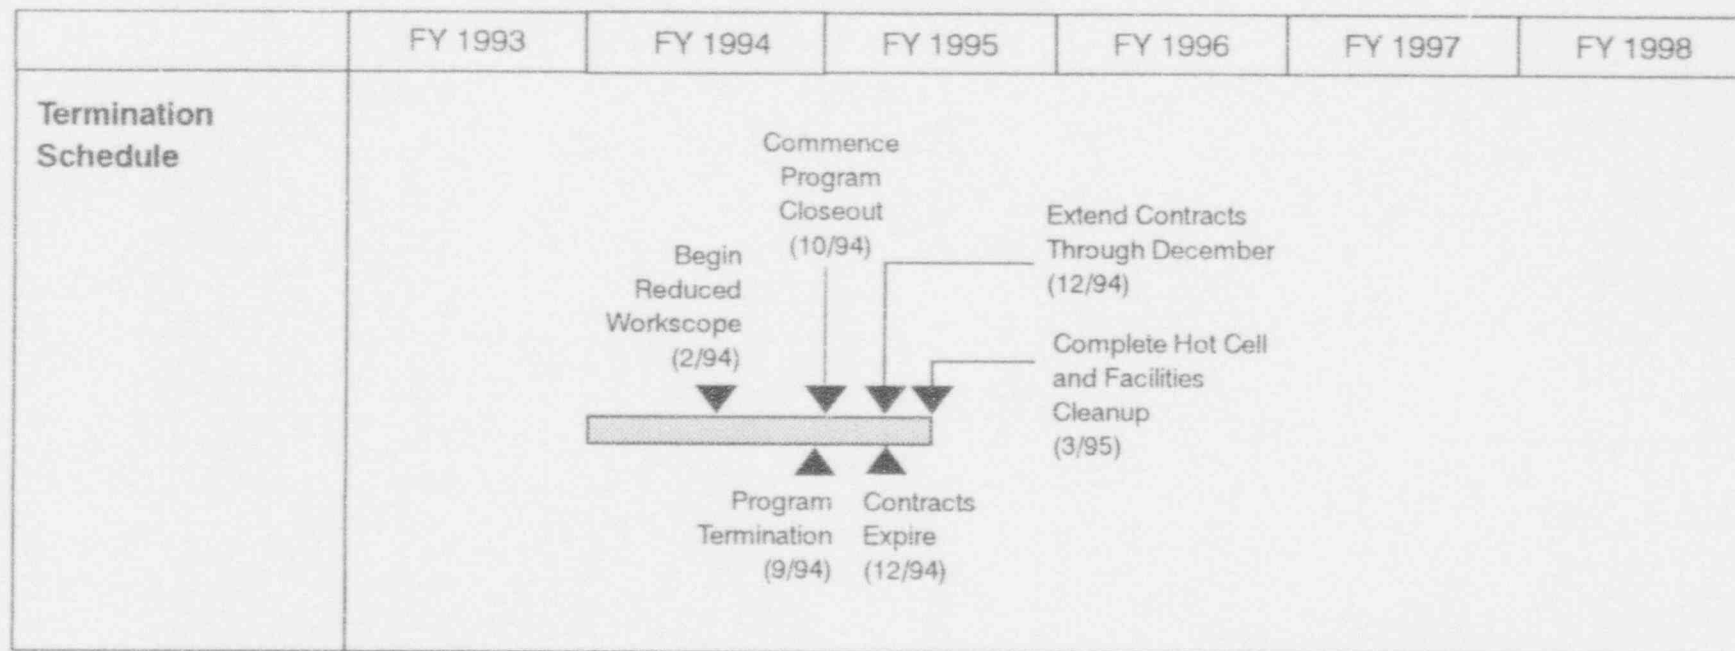 FY 1993 FY 1994 FY 1995 FY 1996 FY 1997 FY 1998
Termination
Schedule
Commence
Program
Closeout
(10/94)
Begin
Reduced
Workscope
(2/94)
Extend Contracts
Through December
(12/94)
Complete Hot Cell
and Facilities
Cleanup
(3/95)
Program
Termination
(9/94)
Contracts
Expire
(12/94)